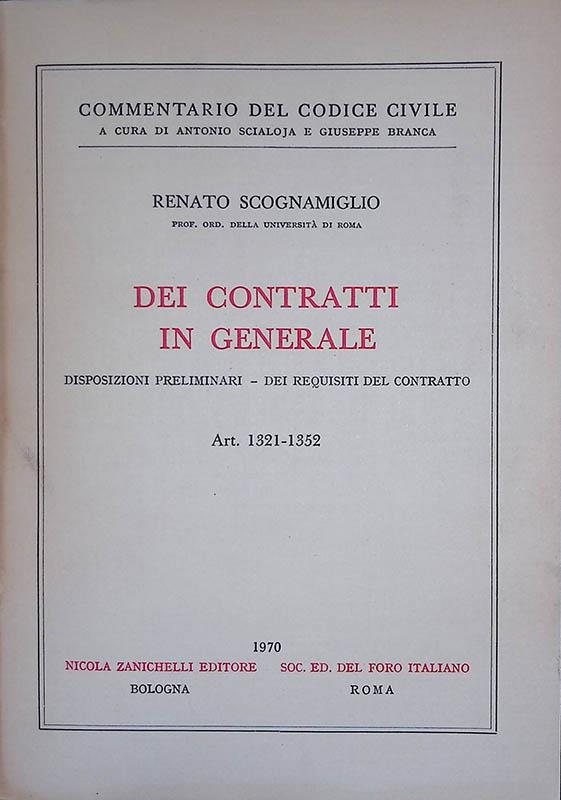 COMMENTARIO DEL CODICE CIVILE
A CURA DI ANTONIO SCIALOJA E GIUSEPPE BRANCA
RENATO SCOGNAMIGLIO
PROF. ORD. DELLA UNIVERSITÀ DI ROMA
DEI CONTRATTI
IN GENERALE
DISPOSIZIONI PRELIMINARI – DEI REQUISITI DEL CONTRATTO
Art. 1321-1352
1970
NICOLA ZANICHELLI EDITORE SOC. ED. DEL FORO ITALIANO
BOLOGNA ROMA